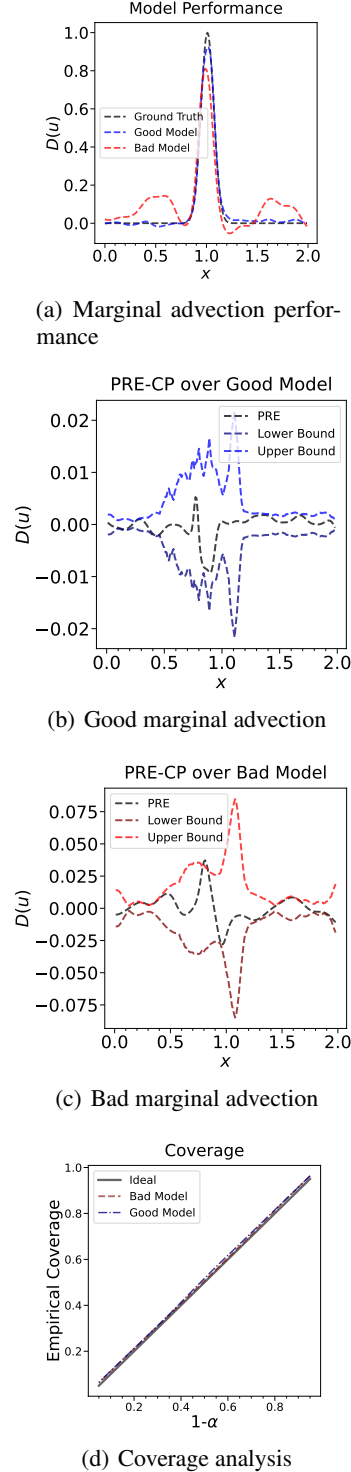 Model Performance
1.0
0.8
0.6
0.4
0.2
0.0
D(u)
Ground Truth
Good Model
Bad Model
0.0 0.5 1.0 1.5 2.0
x
(a) Marginal advection perfor-
mance
PRE-CP over Good Model
0.02
0.01
0.00
−0.01
−0.02
D(u)
PRE
Lower Bound
Upper Bound
0.0 0.5 1.0 1.5 2.0
x
(b) Good marginal advection
PRE-CP over Bad Model
0.075
0.050
0.025
0.000
−0.025
−0.050
−0.075
D(u)
PRE
Lower Bound
Upper Bound
0.0 0.5 1.0 1.5 2.0
x
(c) Bad marginal advection
Coverage
1.0
0.8
0.6
0.4
0.2
Empirical Coverage
Ideal
Bad Model
Good Model
0.2 0.4 0.6 0.8
1-α
(d) Coverage analysis